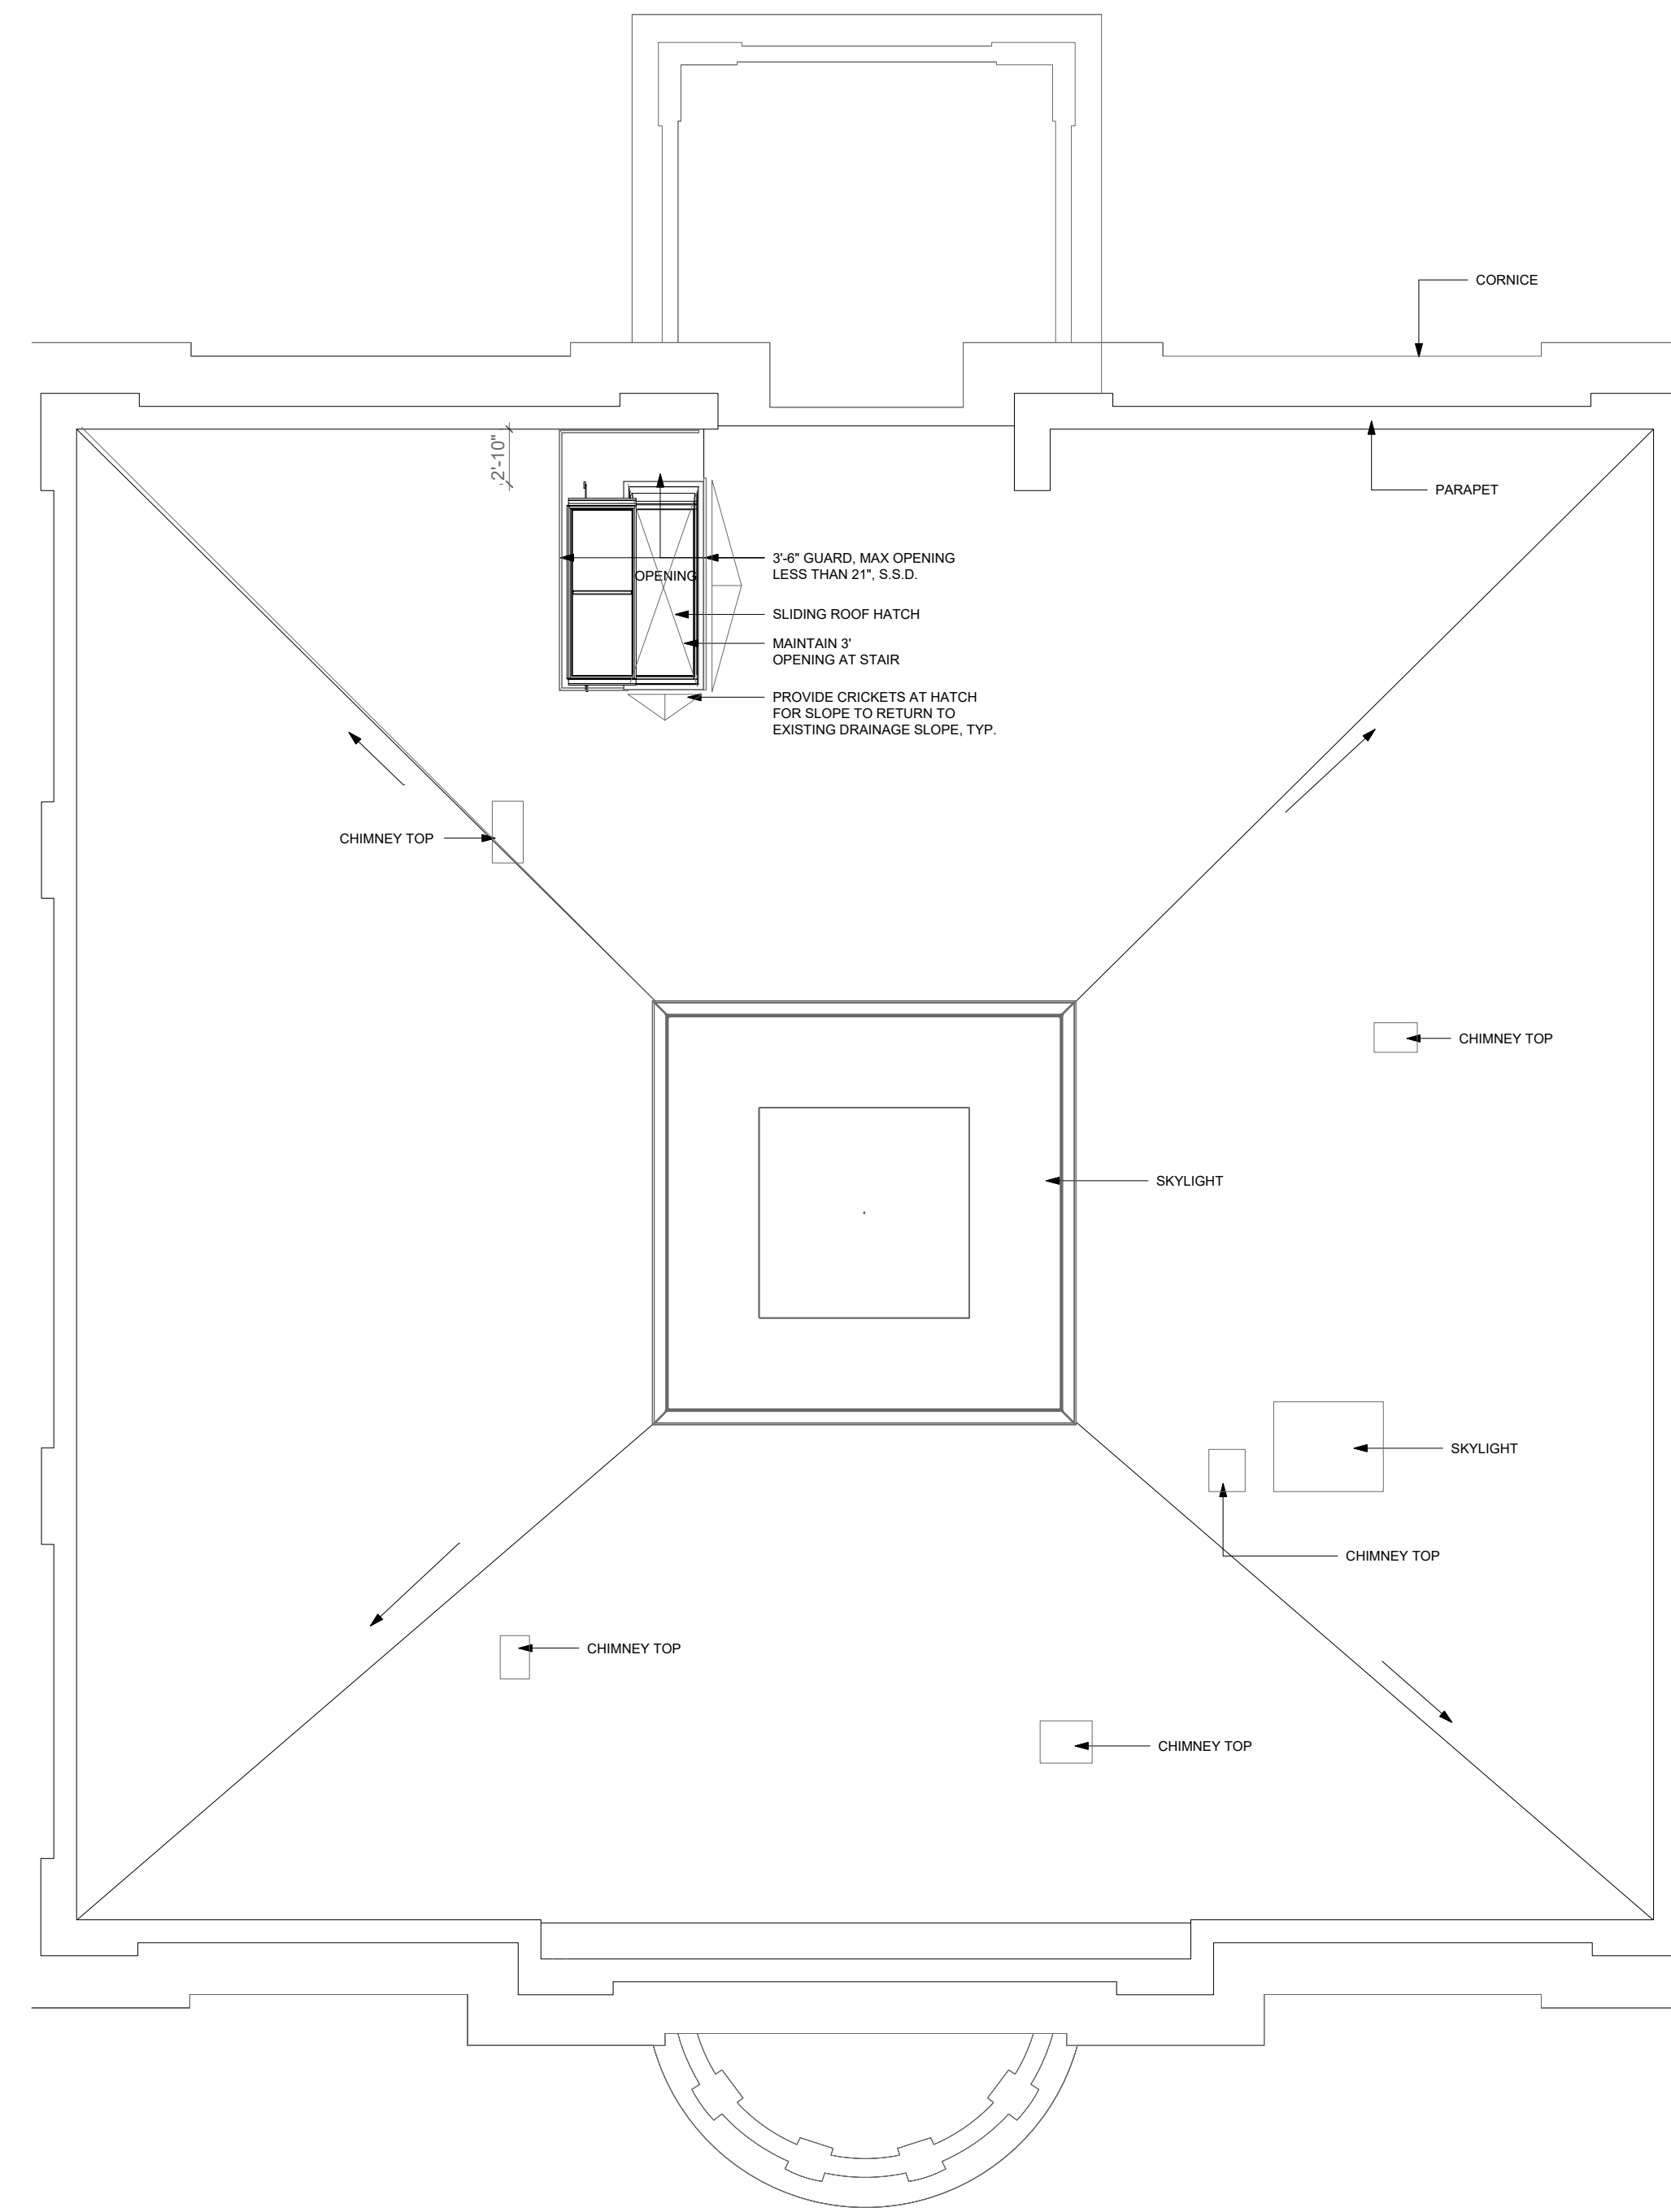 CORNICE
2'-10"
PARAPET
3'-6" GUARD, MAX OPENING
LESS THAN 21", S.S.D.
OPENING
SLIDING ROOF HATCH
MAINTAIN 3'
OPENING AT STAIR
PROVIDE CRICKETS AT HATCH
FOR SLOPE TO RETURN TO
EXISTING DRAINAGE SLOPE, TYP.
CHIMNEY TOP
CHIMNEY TOP
SKYLIGHT
SKYLIGHT
CHIMNEY TOP
CHIMNEY TOP
CHIMNEY TOP